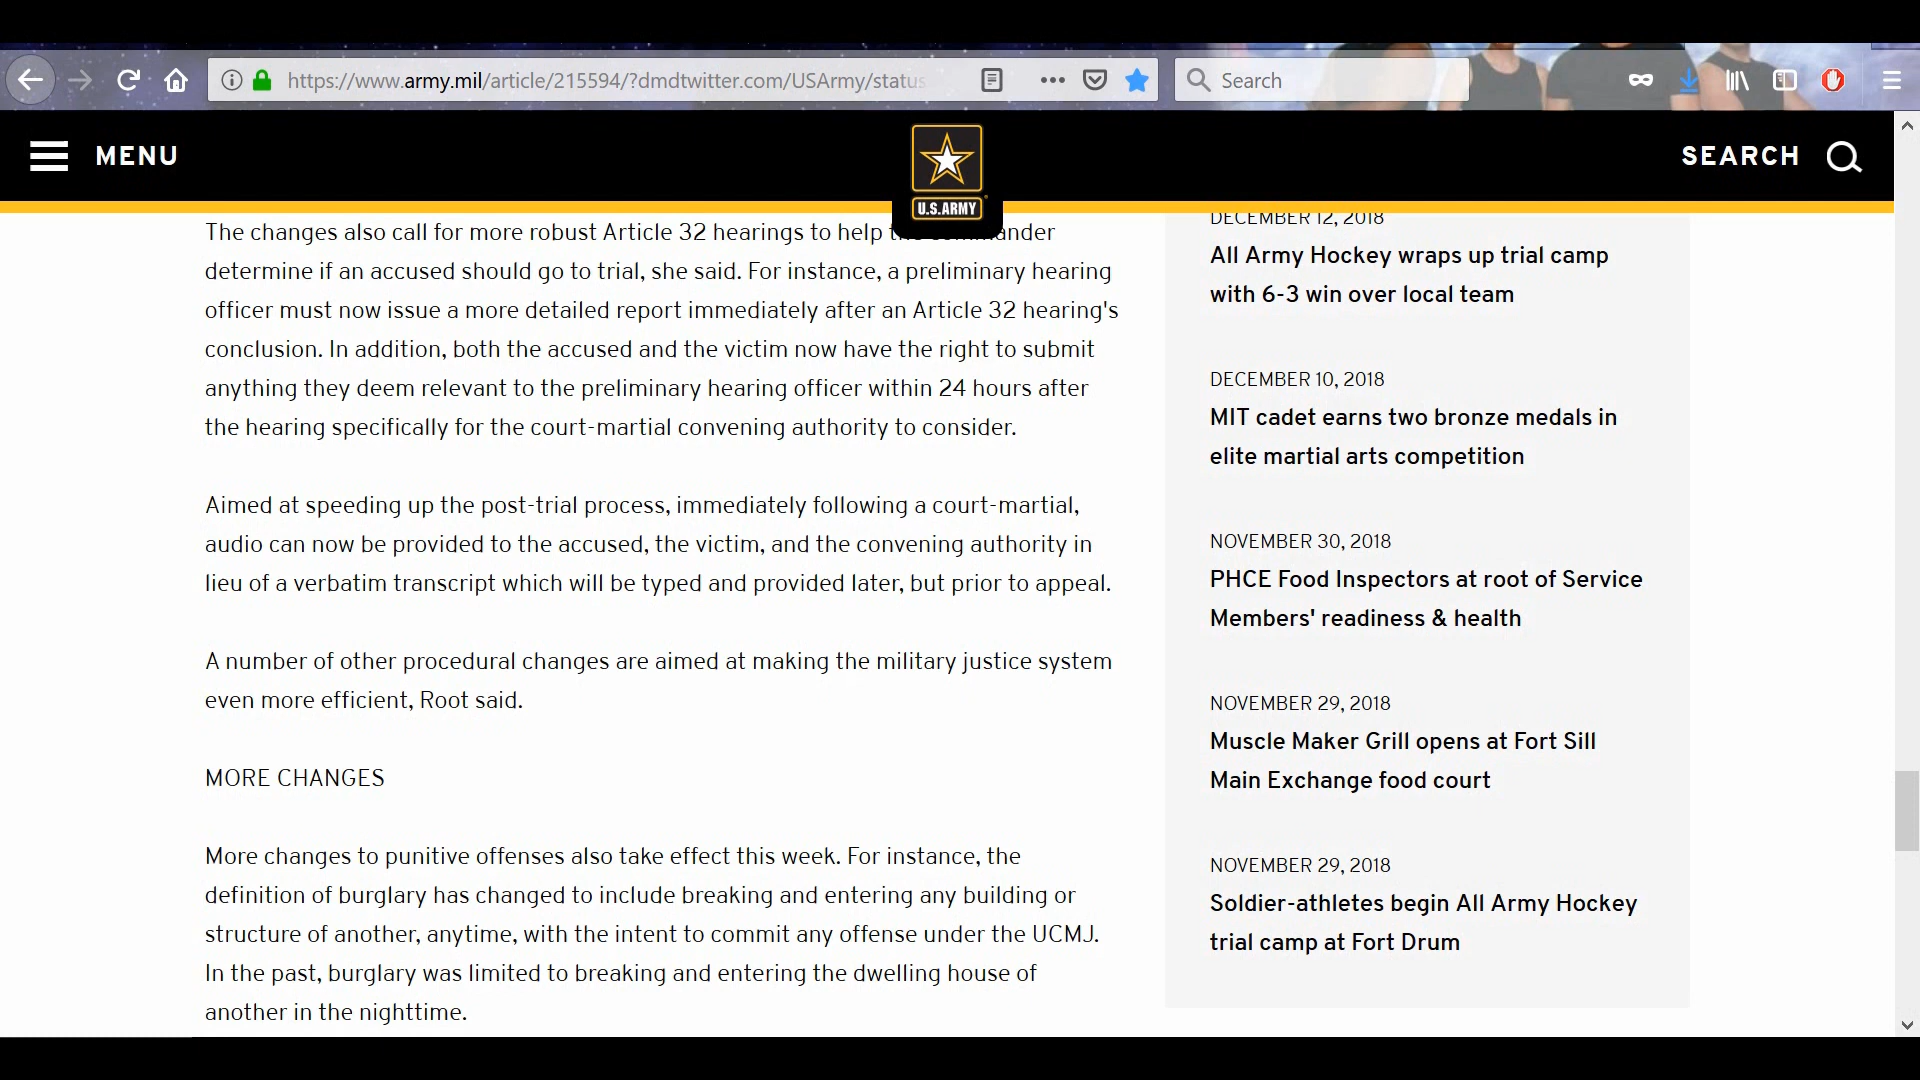 https://www.army.mil/article/215594/?dmdtwitter.com/USArmy/status
Search
MENU
U.S.ARMY
SEARCH
The changes also call for more robust Article 32 hearings to help
determine if an accused should go to trial, she said. For instance, a preliminary hearing
officer must now issue a more detailed report immediately after an Article 32 hearing's
conclusion. In addition, both the accused and the victim now have the right to submit
anything they deem relevant to the preliminary hearing officer within 24 hours after
the hearing specifically for the court-martial convening authority to consider.
Aimed at speeding up the post-trial process, immediately following a court-martial,
audio can now be provided to the accused, the victim, and the convening authority in
lieu of a verbatim transcript which will be typed and provided later, but prior to appeal.
A number of other procedural changes are aimed at making the military justice system
even more efficient, Root said.
MORE CHANGES
More changes to punitive offenses also take effect this week. For instance, the
definition of burglary has changed to include breaking and entering any building or
structure of another, anytime, with the intent to commit any offense under the UCMJ.
In the past, burglary was limited to breaking and entering the dwelling house of
another in the nighttime.
DECEMBER 12, 2018
All Army Hockey wraps up trial camp
with 6-3 win over local team
DECEMBER 10, 2018
MIT cadet earns two bronze medals in
elite martial arts competition
NOVEMBER 30, 2018
PHCE Food Inspectors at root of Service
Members' readiness & health
NOVEMBER 29, 2018
Muscle Maker Grill opens at Fort Sill
Main Exchange food court
NOVEMBER 29, 2018
Soldier-athletes begin All Army Hockey
trial camp at Fort Drum